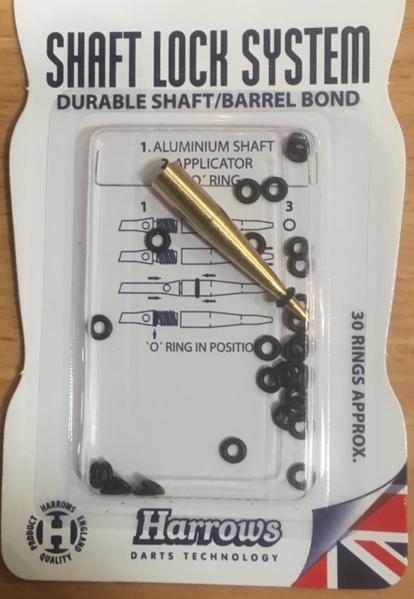 SHAFT LOCK SYSTEM
DURABLE SHAFT/BARREL BOND
1. ALUMINIUM SHAFT
2. APPLICATOR
'O' RING
1
3
'O' RING IN POSITIO
30 RINGS APPROX.
HARROWS
ENGLAND
PRODUCT
QUALITY
H
Harrows
DARTS TECHNOLOGY